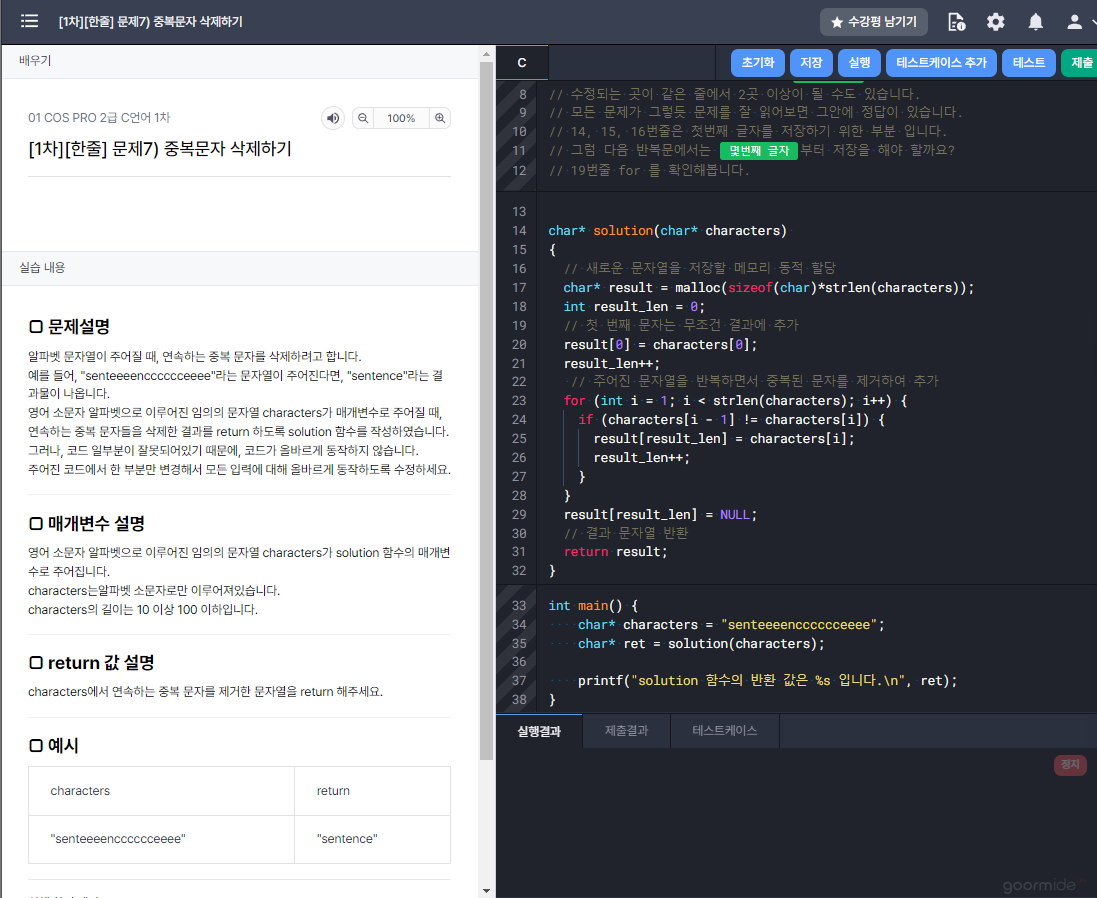 [1차][한줄] 문제7) 중복문자 삭제하기
★ 수강평 남기기
배우기
01 COS PRO 2급 C언어 1차
100%
[1차][한줄] 문제7) 중복문자 삭제하기
실습 내용
문제설명
알파벳 문자열이 주어질 때, 연속하는 중복 문자를 삭제하려고 합니다.
예를 들어, "senteeeenccccceeee"라는 문자열이 주어진다면, "sentence"라는 결
과물이 나옵니다.
영어 소문자 알파벳으로 이루어진 임의의 문자열 characters가 매개변수로 주어질 때,
연속하는 중복 문자들을 삭제한 결과를 return 하도록 solution 함수를 작성하였습니다.
그러나, 코드 일부분이 잘못되어있기 때문에, 코드가 올바르게 동작하지 않습니다.
주어진 코드에서 한 부분만 변경해서 모든 입력에 대해 올바르게 동작하도록 수정하세요.
매개변수 설명
영어 소문자 알파벳으로 이루어진 임의의 문자열 characters가 solution 함수의 매개변
수로 주어집니다.
characters는알파벳 소문자로만 이루어져있습니다.
characters의 길이는 10 이상 100 이하입니다.
return 값 설명
characters에서 연속하는 중복 문자를 제거한 문자열을 return 해주세요.
예시
characters return
"senteeeenccccceeee" "sentence"
C
초기화 저장 실행 테스트케이스 추가 테스트 제출
8 // 수정되는 곳이 같은 줄에서 2곳 이상이 될 수도 있습니다.
9 // 모든 문제가 그렇듯 문제를 잘 읽어보면 그안에 정답이 있습니다.
10 // 14, 15, 16번줄은 첫번째 글자를 저장하기 위한 부분 입니다.
11 // 그럼 다음 반복문에서는 몇번째 글자 부터 저장을 해야 할까요?
12 // 19번줄 for 를 확인해봅니다.
13
14 char* solution(char* characters)
15 {
16 // 새로운 문자열을 저장할 메모리 동적 할당
17 char* result = malloc(sizeof(char)*strlen(characters));
18 int result_len = 0;
19 // 첫 번째 문자는 무조건 결과에 추가
20 result[0] = characters[0];
21 result_len++;
22 // 주어진 문자열을 반복하면서 중복된 문자를 제거하여 추가
23 for (int i = 1; i < strlen(characters); i++) {
24 if (characters[i - 1] != characters[i]) {
25 result[result_len] = characters[i];
26 result_len++;
27 }
28 }
29 result[result_len] = NULL;
30 // 결과 문자열 반환
31 return result;
32 }
33 int main() {
34 char* characters = "senteeeenccccceeee";
35 char* ret = solution(characters);
36
37 printf("solution 함수의 반환 값은 %s 입니다.\n", ret);
38 }
실행결과 제출결과 테스트케이스
정지
goormide